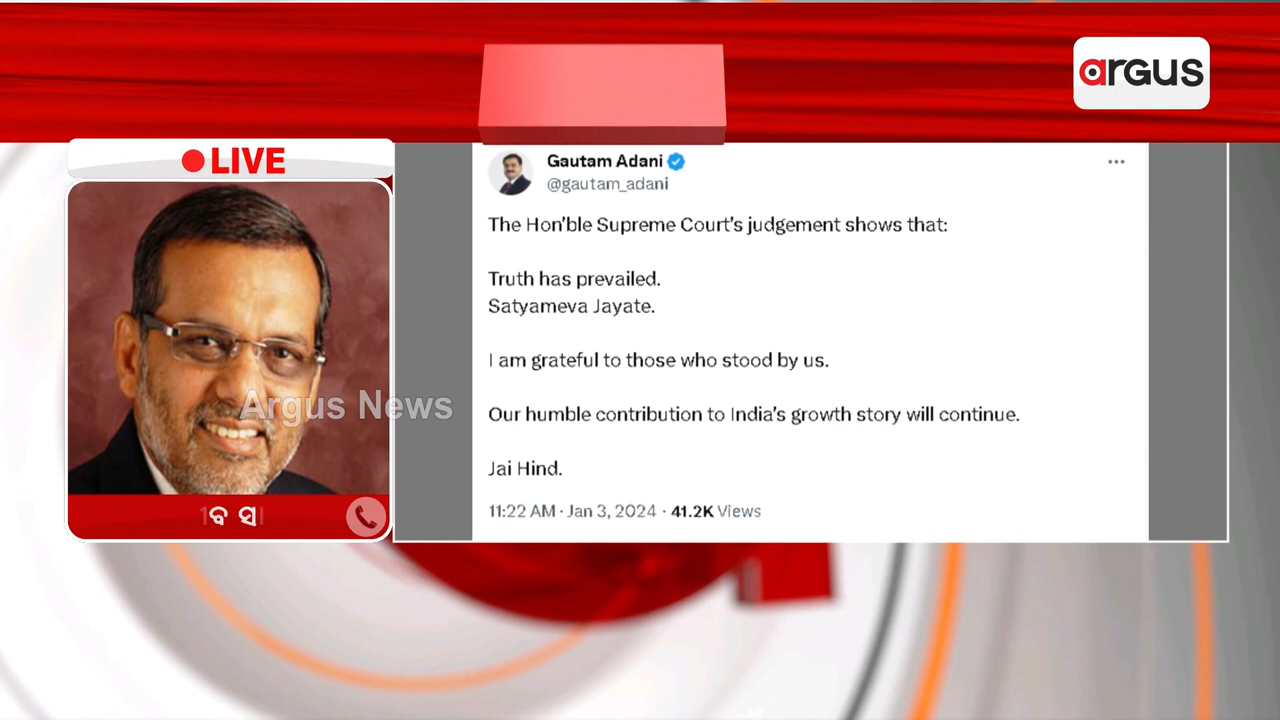 argus
LIVE
Gautam Adani
@gautam_adani
The Hon'ble Supreme Court's judgement shows that:
Truth has prevailed.
Satyameva Jayate.
I am grateful to those who stood by us.
Our humble contribution to India's growth story will continue.
Jai Hind.
11:22 AM · Jan 3, 2024 · 41.2K Views
Argus News